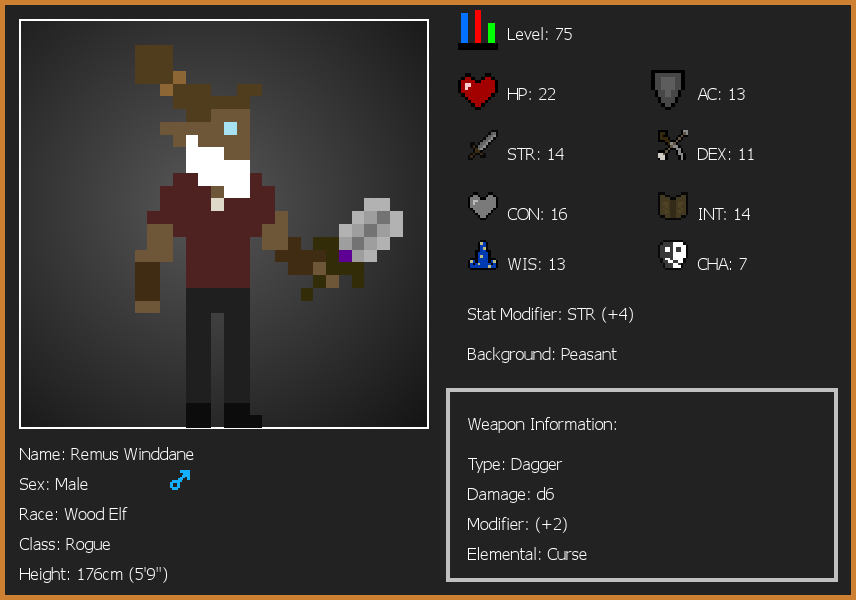 Level: 75
HP: 22
AC: 13
STR: 14
DEX: 11
CON: 16
INT: 14
WIS: 13
CHA: 7
Stat Modifier: STR (+4)
Background: Peasant
Weapon Information:
Type: Dagger
Damage: d6
Modifier: (+2)
Elemental: Curse
Name: Remus Winddane
Sex: Male
Race: Wood Elf
Class: Rogue
Height: 176cm (5'9")